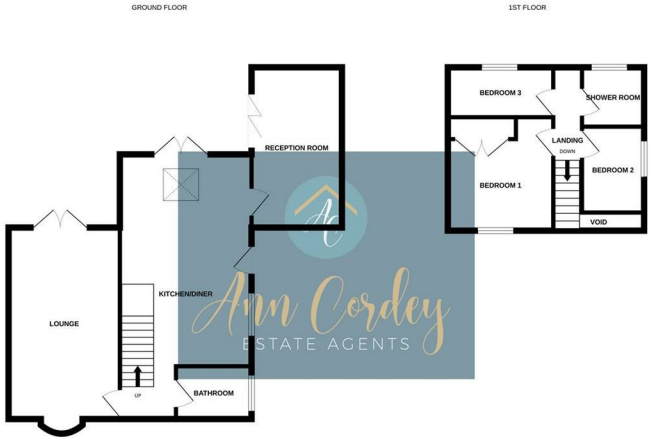 GROUND FLOOR
1ST FLOOR
BEDROOM 3
SHOWER ROOM
LANDING
DOWN
BEDROOM 2
BEDROOM 1
VOID
RECEPTION ROOM
AC
KITCHEN/DINER
LOUNGE
Ann Cordey
ESTATE AGENTS
BATHROOM
UP